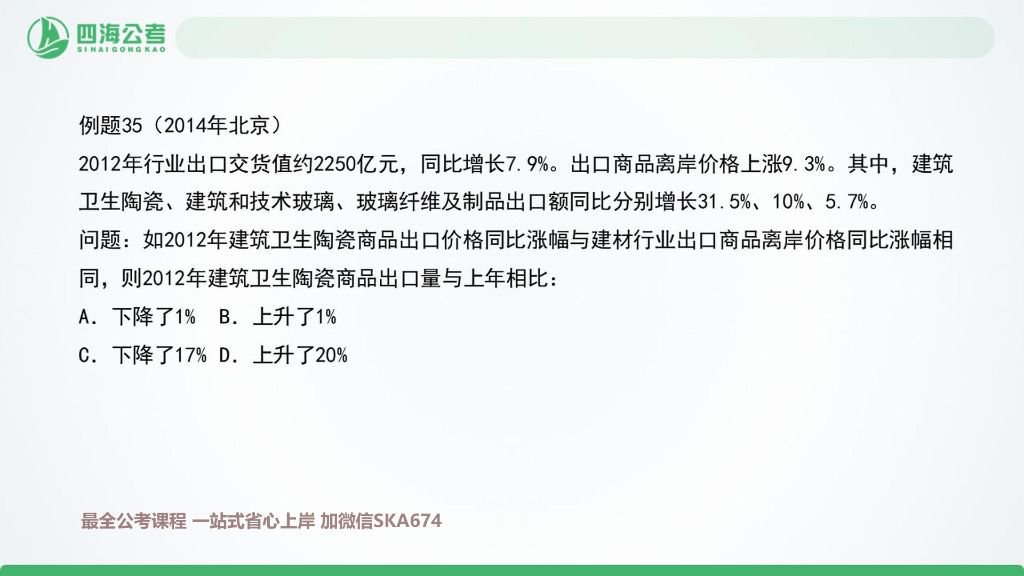 四海公考
SIHAIGONGKAO
例题35（2014年北京）
2012年行业出口交货值约2250亿元，同比增长7.9%。出口商品离岸价格上涨9.3%。其中，建筑
卫生陶瓷、建筑和技术玻璃、玻璃纤维及制品出口额同比分别增长31.5%、10%、5.7%。
问题：如2012年建筑卫生陶瓷商品出口价格同比涨幅与建材行业出口商品离岸价格同比涨幅相
同，则2012年建筑卫生陶瓷商品出口量与上年相比：
A．下降了1% B．上升了1%
C．下降了17% D．上升了20%
最全公考课程 一站式省心上岸 加微信SKA674